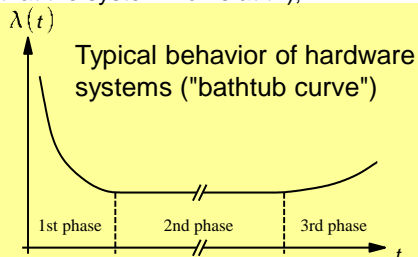 λ(t)
Typical behavior of hardware
systems ("bathtub curve")
1st phase 2nd phase 3rd phase
t